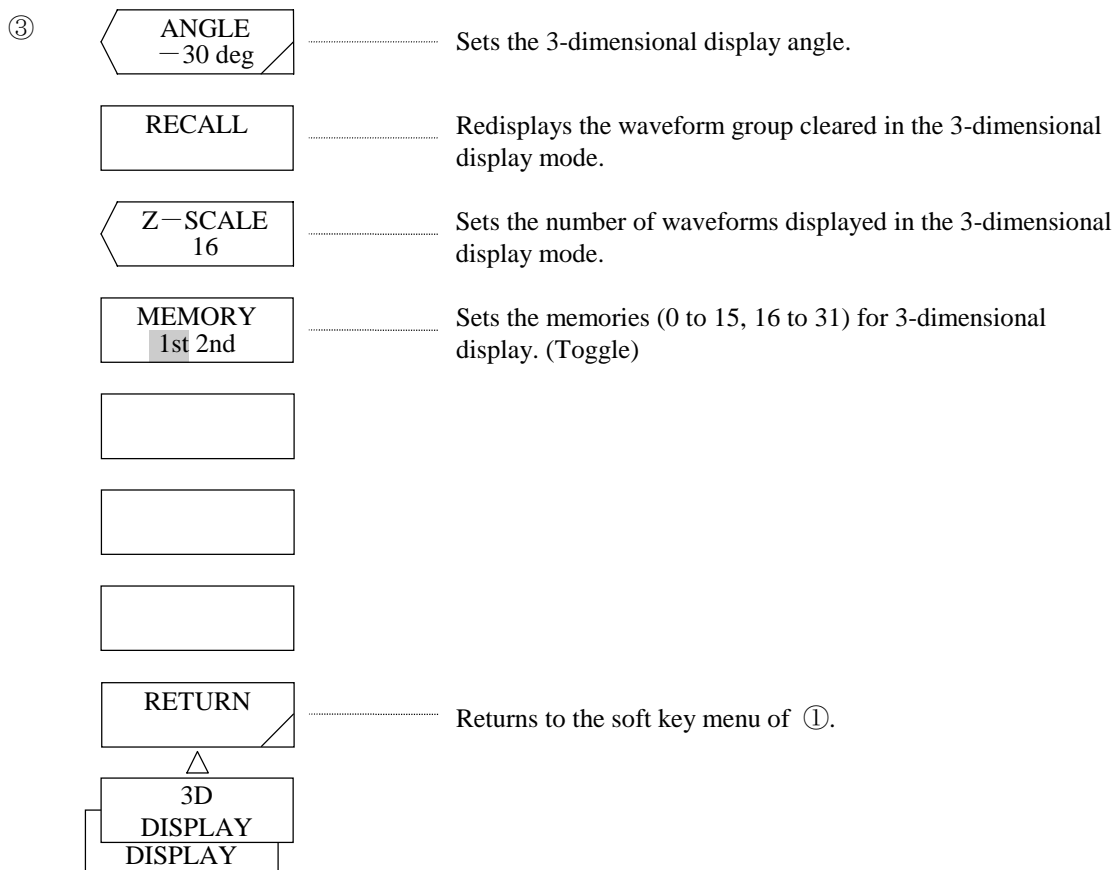 ③
ANGLE
－30 deg
Sets the 3-dimensional display angle.
RECALL
Redisplays the waveform group cleared in the 3-dimensional
display mode.
Z－SCALE
16
Sets the number of waveforms displayed in the 3-dimensional
display mode.
MEMORY
1st 2nd
Sets the memories (0 to 15, 16 to 31) for 3-dimensional
display. (Toggle)
RETURN
Returns to the soft key menu of ①.
3D
DISPLAY
DISPLAY